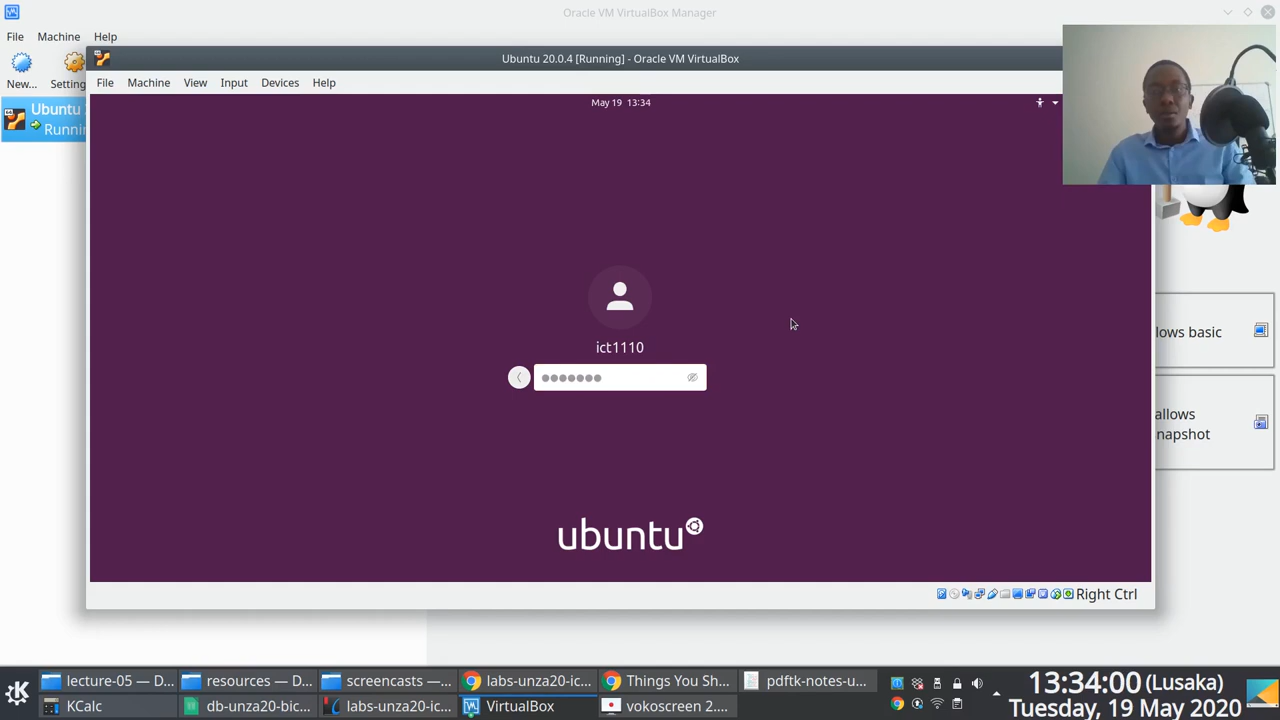 Oracle VM VirtualBox Manager
File Machine Help
New...
Setting
Ubuntu
Running
Ubuntu 20.0.4 [Running] - Oracle VM VirtualBox
File Machine View Input Devices Help
May 19 13:34
ict1110
ubuntu
Right Ctrl
lows basic
allows
napshot
lecture-05 — D...
resources — D...
screencasts —...
labs-unza20-ic...
Things You Sh...
pdftk-notes-u...
KCalc
db-unza20-bic...
labs-unza20-ic...
VirtualBox
vokoscreen 2....
13:34:00 (Lusaka)
Tuesday, 19 May 2020